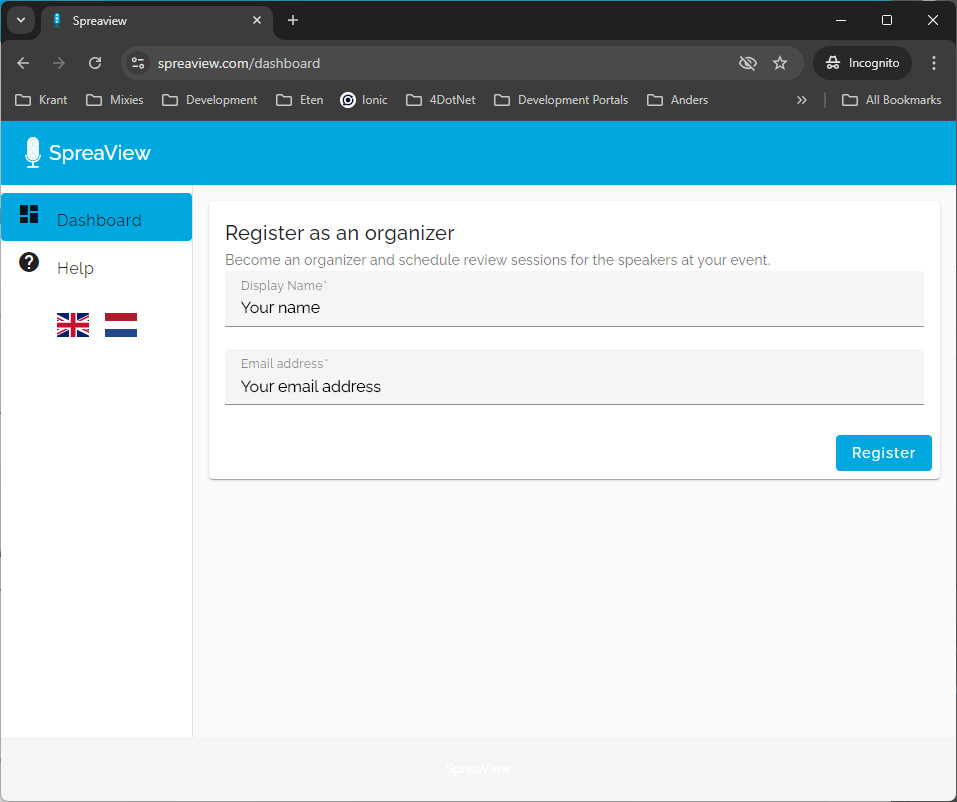 Spreaview
spreaview.com/dashboard
Incognito
Krant
Mixies
Development
Eten
Ionic
4DotNet
Development Portals
Anders
All Bookmarks
SpreaView
Dashboard
Help
Register as an organizer
Become an organizer and schedule review sessions for the speakers at your event.
Display Name*
Your name
Email address*
Your email address
Register
SpreaView